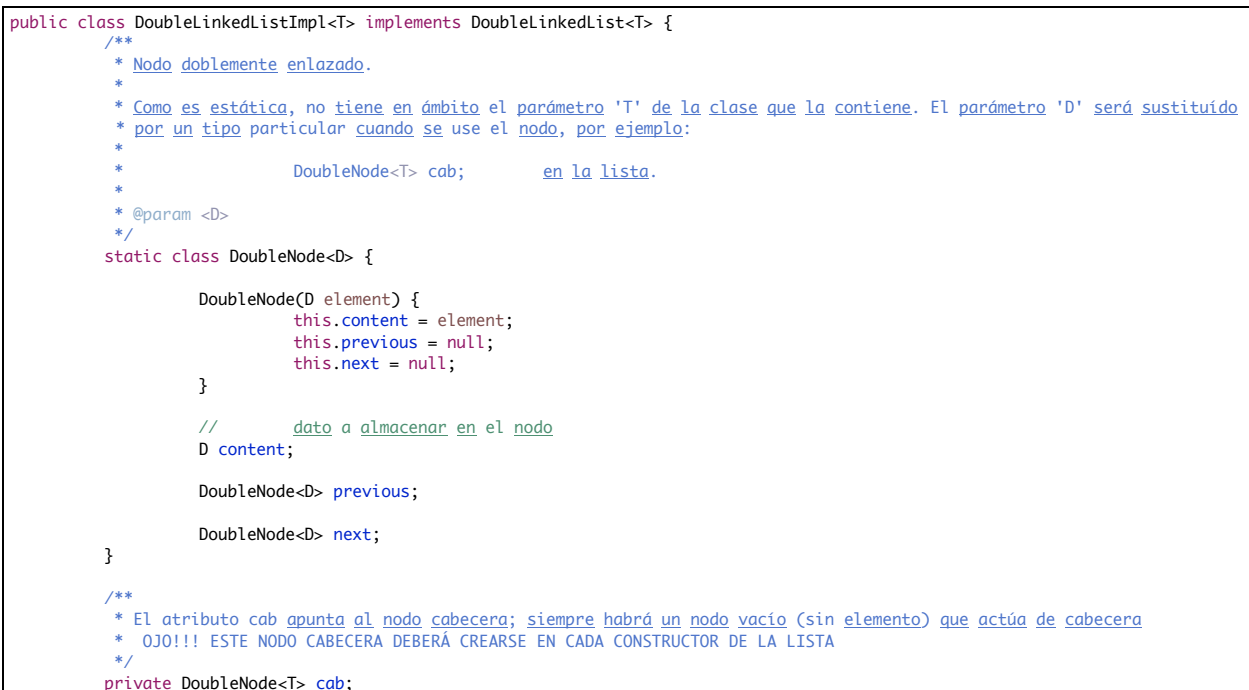 public class DoubleLinkedListImpl<T> implements DoubleLinkedList<T> {
/**
* Nodo doblemente enlazado.
*
* Como es estática, no tiene en ámbito el parámetro 'T' de la clase que la contiene. El parámetro 'D' será sustituído
* por un tipo particular cuando se use el nodo, por ejemplo:
*
* DoubleNode<T> cab; en la lista.
*
* @param <D>
*/
static class DoubleNode<D> {
DoubleNode(D element) {
this.content = element;
this.previous = null;
this.next = null;
}
// dato a almacenar en el nodo
D content;
DoubleNode<D> previous;
DoubleNode<D> next;
}
/**
* El atributo cab apunta al nodo cabecera; siempre habrá un nodo vacío (sin elemento) que actúa de cabecera
* OJO!!! ESTE NODO CABECERA DEBERÁ CREARSE EN CADA CONSTRUCTOR DE LA LISTA
*/
private DoubleNode<T> cab;